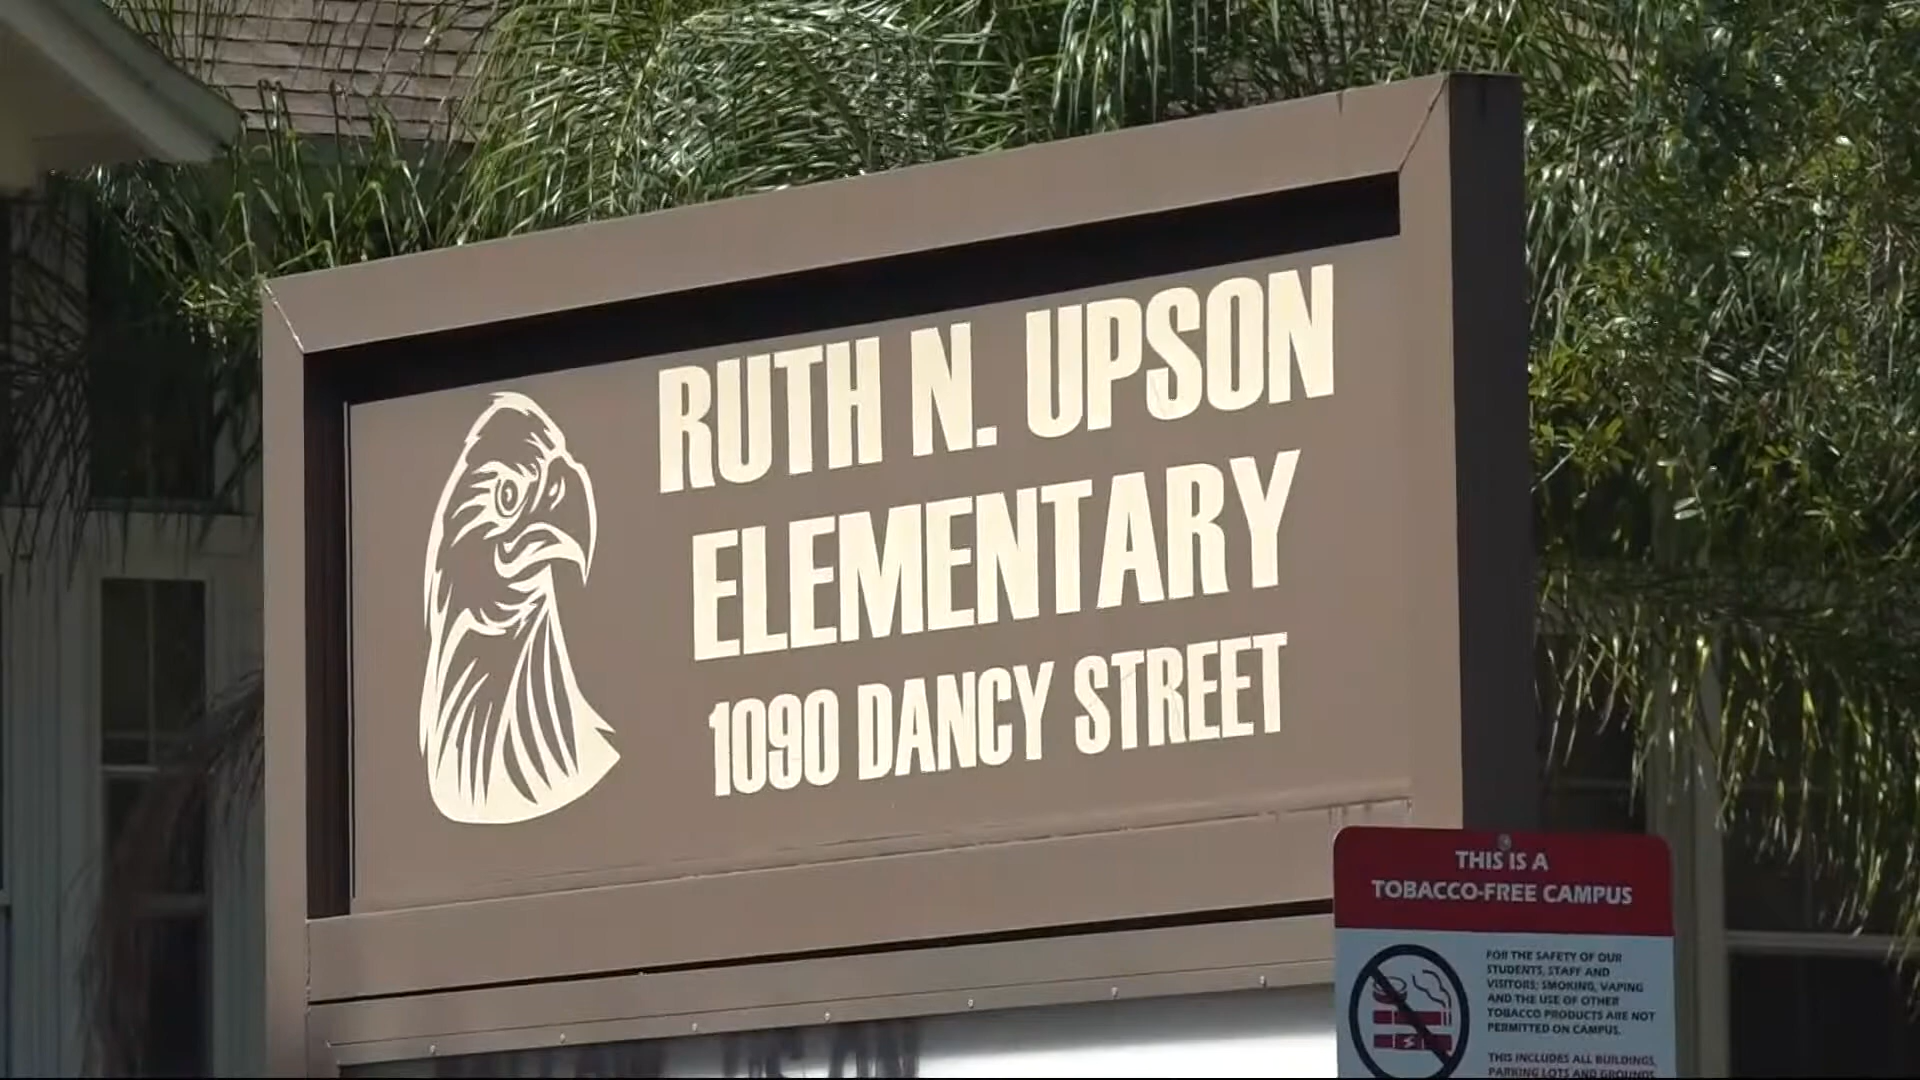 RUTH N. UPSON
ELEMENTARY
1090 DANCY STREET
THIS IS A
TOBACCO-FREE CAMPUS
FOR THE SAFETY OF OUR
STUDENTS, STAFF AND
VISITORS; SMOKING, VAPING
AND THE USE OF OTHER
TOBACCO PRODUCTS ARE NOT
PERMITTED ON CAMPUS.
THIS INCLUDES ALL BUILDINGS,
PARKING LOTS AND GROUNDS